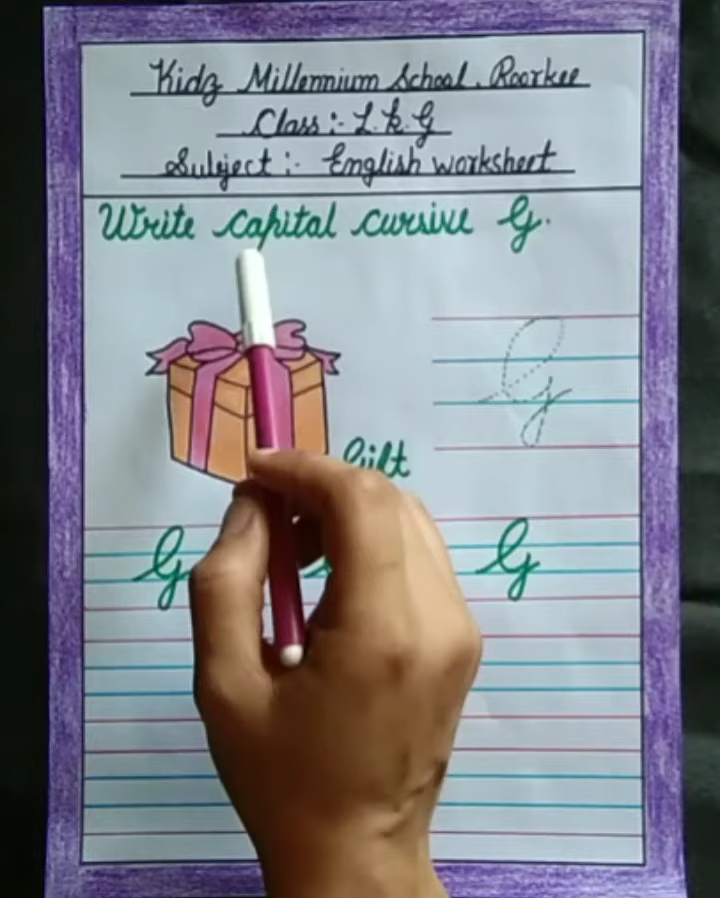 Kidz Millennium School, Roorkee
Class:- L.K.G
Subject:- English worksheet
Write capital cursive G.
G
Gift
G G